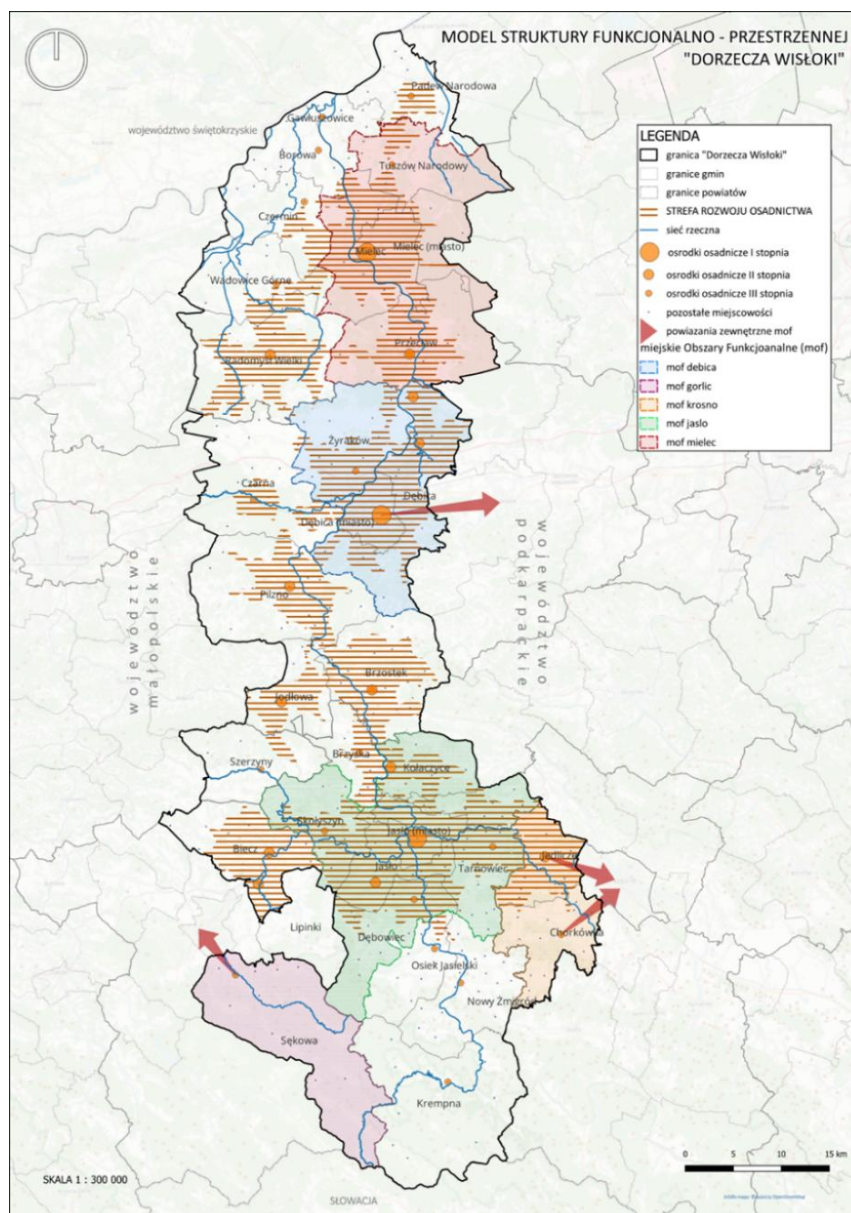 MODEL STRUKTURY FUNKCJONALNO - PRZESTRZENNEJ
"DORZECZA WISŁOKI"
Padew Narodowa
Gawłuszowice
województwo świętokrzyskie
Borowa
Tuszów Narodowy
Czermin
Mielec (miasto)
Mielec
Wadowice Górne
Przecław
Radomyśl Wielki
Żyraków
Czarna
Dębica
Dębica (miasto)
Pilzno
województwo
małopolskie
województwo
podkarpackie
Brzostek
Jodłowa
Brzyska
Szerzyny
Kołaczyce
Skołyszyn
Jasło (miasto)
Biecz
Jasło
Tarnowiec
Jedlicze
Lipinki
Dębowiec
Chorkówka
Osiek Jasielski
Nowy Żmigród
Sękowa
Krempna
SŁOWACJA
LEGENDA
granica "Dorzecza Wisłoki"
granice gmin
granice powiatów
STREFA ROZWOJU OSADNICTWA
sieć rzeczna
osrodki osadnicze I stopnia
osrodki osadnicze II stopnia
osrodki osadnicze III stopnia
pozostałe miejscowości
powiazania zewnętrzne mof
miejskie Obszary Funkcjoanalne (mof)
mof debica
mof gorlic
mof krosno
mof jaslo
mof mielec
SKALA 1 : 300 000
0 5 10 15 km